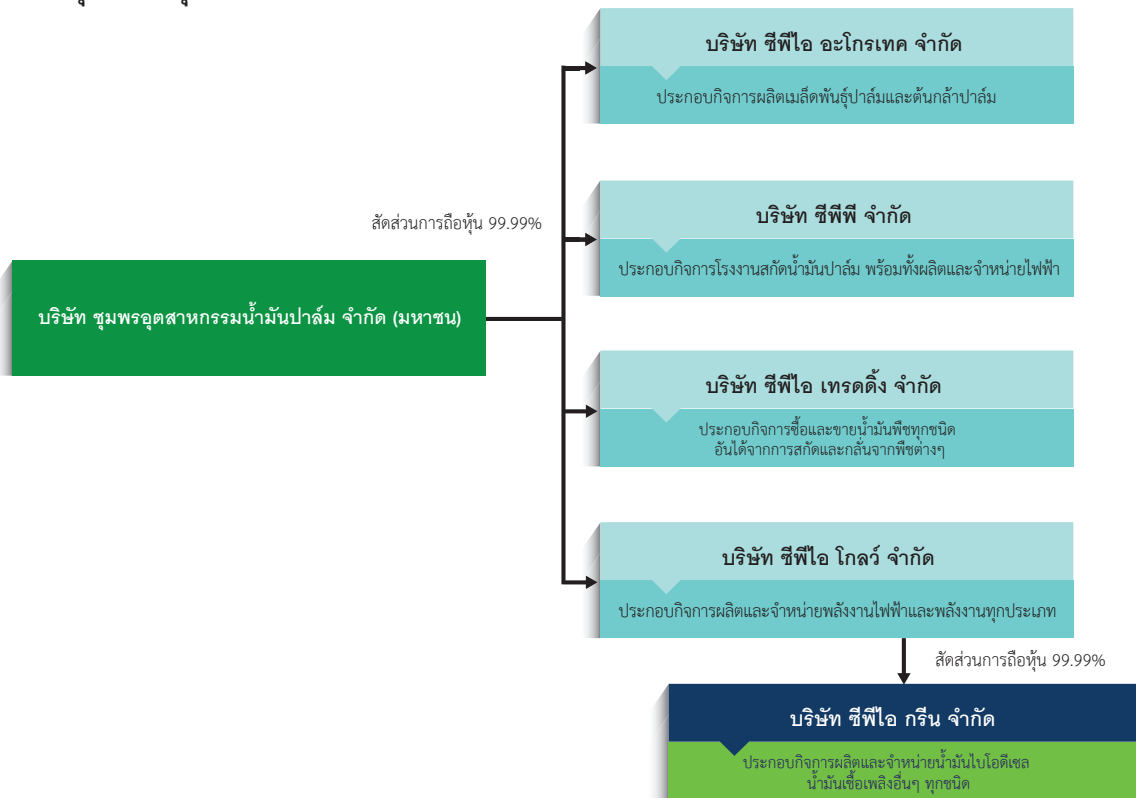 บริษัท ซีพีไอ อะโกรเทค จำกัด
ประกอบกิจการผลิตเมล็ดพันธุ์ปาล์มและต้นกล้าปาล์ม
สัดส่วนการถือหุ้น 99.99%
บริษัท ซีพีพี จำกัด
ประกอบกิจการโรงงานสกัดน้ำมันปาล์ม พร้อมทั้งผลิตและจำหน่ายไฟฟ้า
บริษัท ชุมพรอุตสาหกรรมน้ำมันปาล์ม จำกัด (มหาชน)
บริษัท ซีพีไอ เทรดดิ้ง จำกัด
ประกอบกิจการซื้อและขายน้ำมันพืชทุกชนิด
อันได้จากการสกัดและกลั่นจากพืชต่างๆ
บริษัท ซีพีไอ โกลว์ จำกัด
ประกอบกิจการผลิตและจำหน่ายพลังงานไฟฟ้าและพลังงานทุกประเภท
สัดส่วนการถือหุ้น 99.99%
บริษัท ซีพีไอ กรีน จำกัด
ประกอบกิจการผลิตและจำหน่ายน้ำมันไบโอดีเซล
น้ำมันเชื้อเพลิงอื่นๆ ทุกชนิด